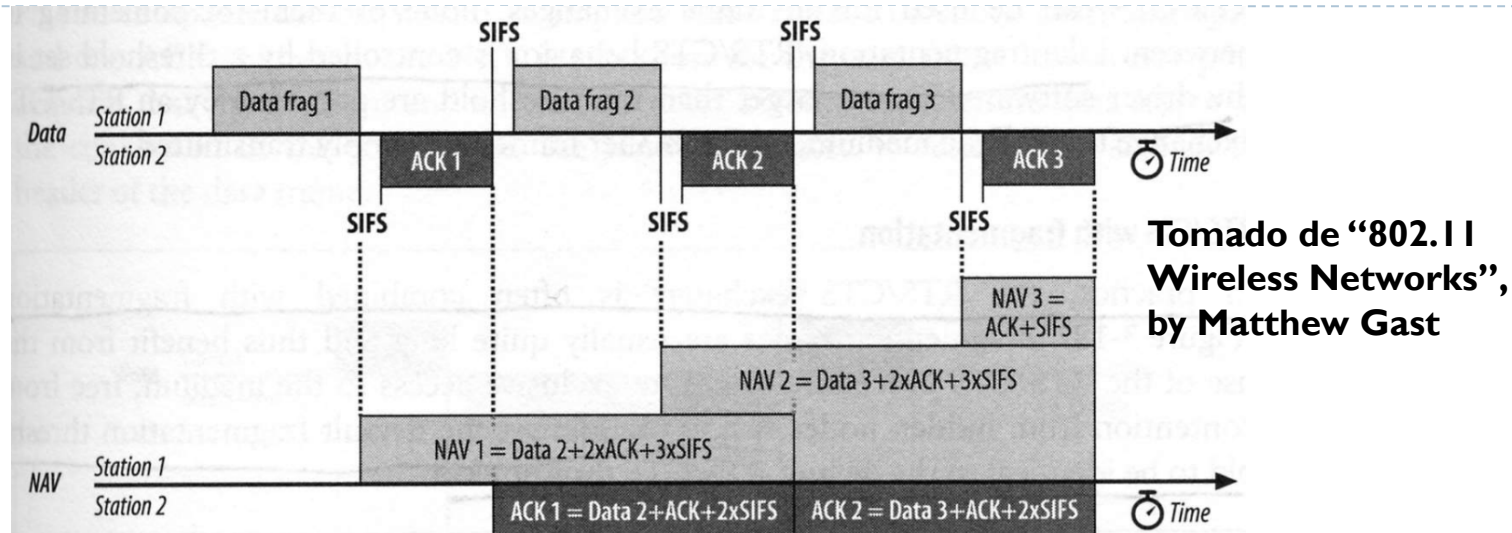 SIFS
SIFS
Data frag 1
Data frag 2
Data frag 3
Data
Station 1
Station 2
ACK 1
ACK 2
ACK 3
Time
SIFS
SIFS
SIFS
Tomado de “802.11
Wireless Networks”,
by Matthew Gast
NAV 3 =
ACK+SIFS
NAV 2 = Data 3+2xACK+3xSIFS
NAV 1 = Data 2+2xACK+3xSIFS
NAV
Station 1
Station 2
ACK 1 = Data 2+ACK+2xSIFS
ACK 2 = Data 3+ACK+2xSIFS
Time